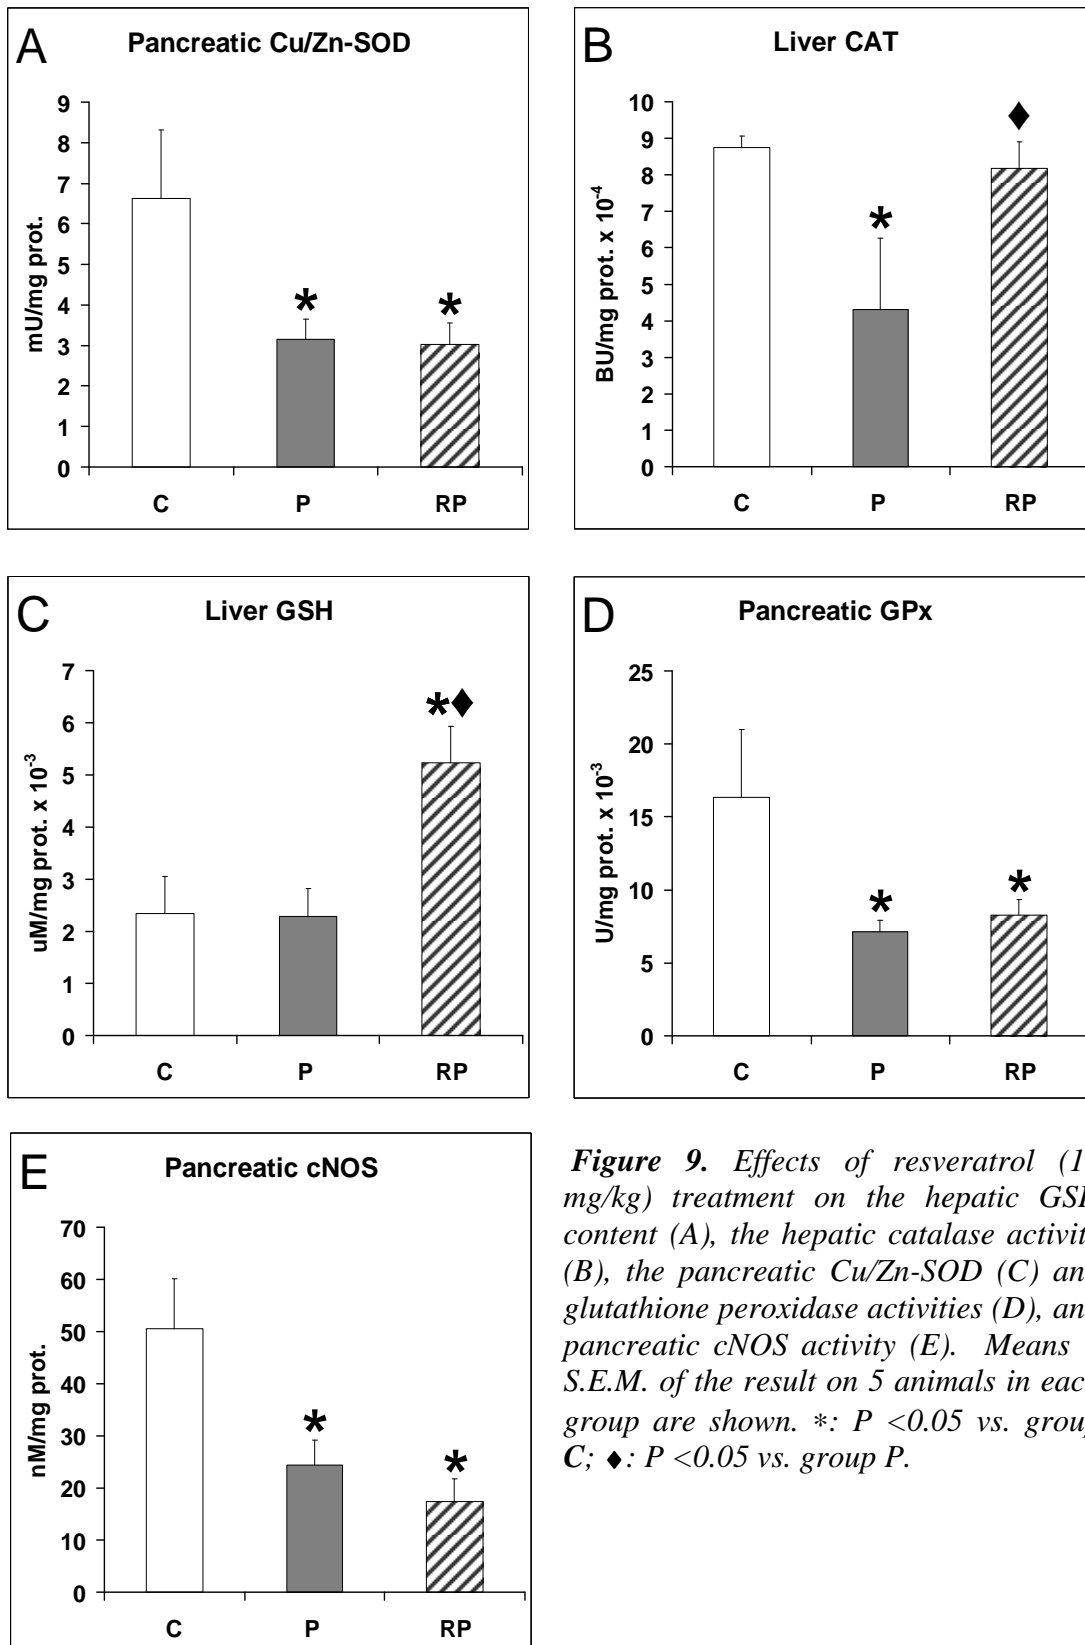 A
Pancreatic Cu/Zn-SOD
mU/mg prot.
9
8
7
6
5
4
3
2
1
0
*
*
C P RP
B
Liver CAT
BU/mg prot. x 10⁻⁴
10
9
8
7
6
5
4
3
2
1
0
*
♦
C P RP
C
Liver GSH
uM/mg prot. x 10⁻³
7
6
5
4
3
2
1
0
*♦
C P RP
D
Pancreatic GPx
U/mg prot. x 10⁻³
25
20
15
10
5
0
*
*
C P RP
E
Pancreatic cNOS
nM/mg prot.
70
60
50
40
30
20
10
0
*
*
C P RP
Figure 9. Effects of resveratrol (1
mg/kg) treatment on the hepatic GS
content (A), the hepatic catalase activit
(B), the pancreatic Cu/Zn-SOD (C) an
glutathione peroxidase activities (D), an
pancreatic cNOS activity (E). Means
S.E.M. of the result on 5 animals in eac
group are shown. *: P <0.05 vs. group
C; ♦: P <0.05 vs. group P.